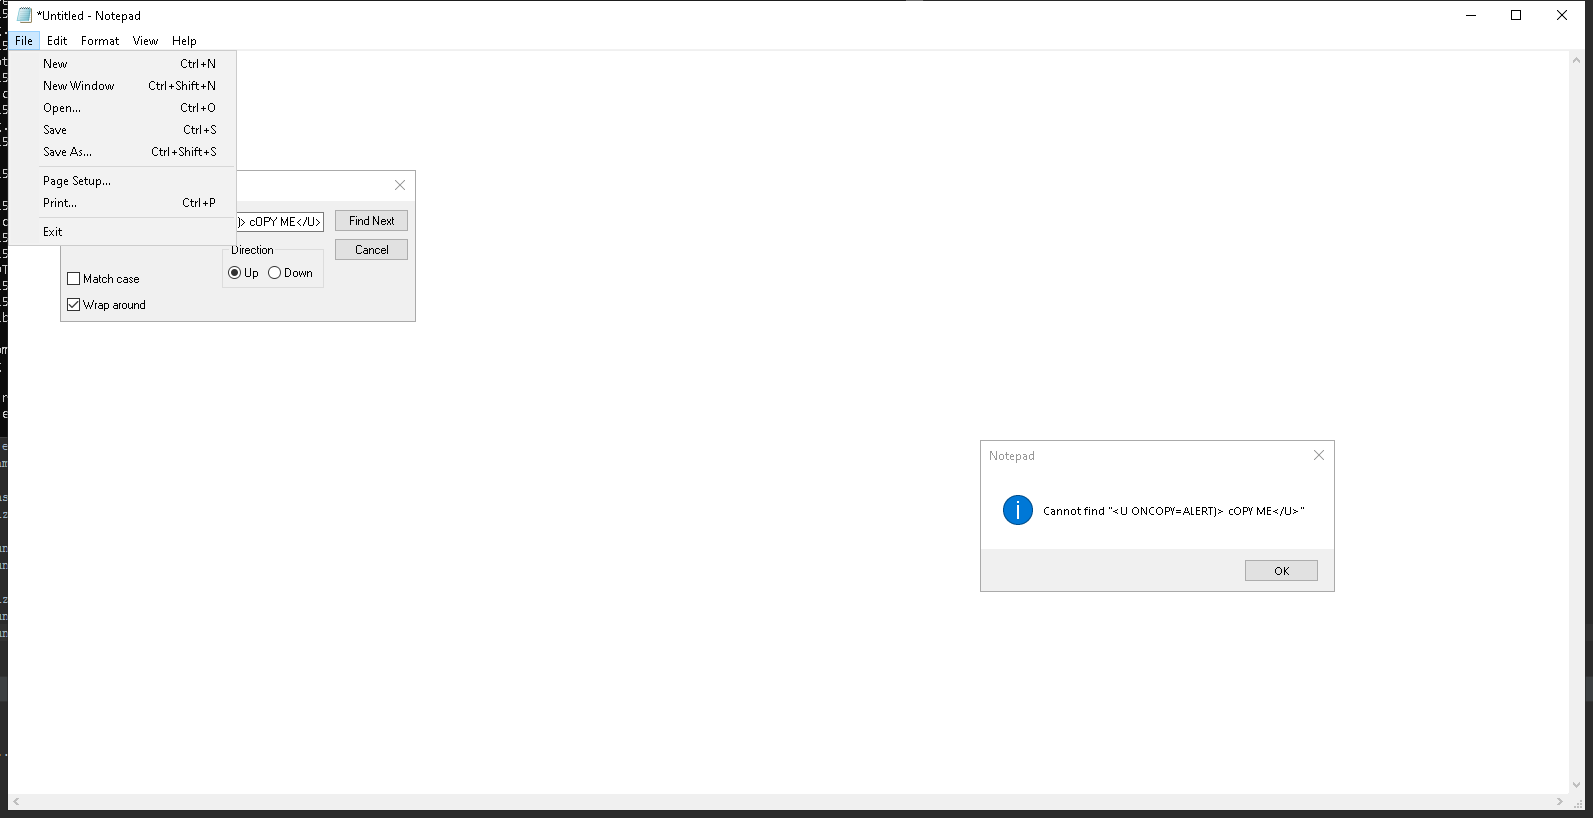 *Untitled - Notepad
File Edit Format View Help
New Ctrl+N
New Window Ctrl+Shift+N
Open... Ctrl+O
Save Ctrl+S
Save As... Ctrl+Shift+S
Page Setup...
Print... Ctrl+P
Exit
)> cOPY ME</U> Find Next
Direction Cancel
Up Down
Match case
Wrap around
Notepad
Cannot find "<U ONCOPY=ALERT)> cOPY ME</U> "
OK